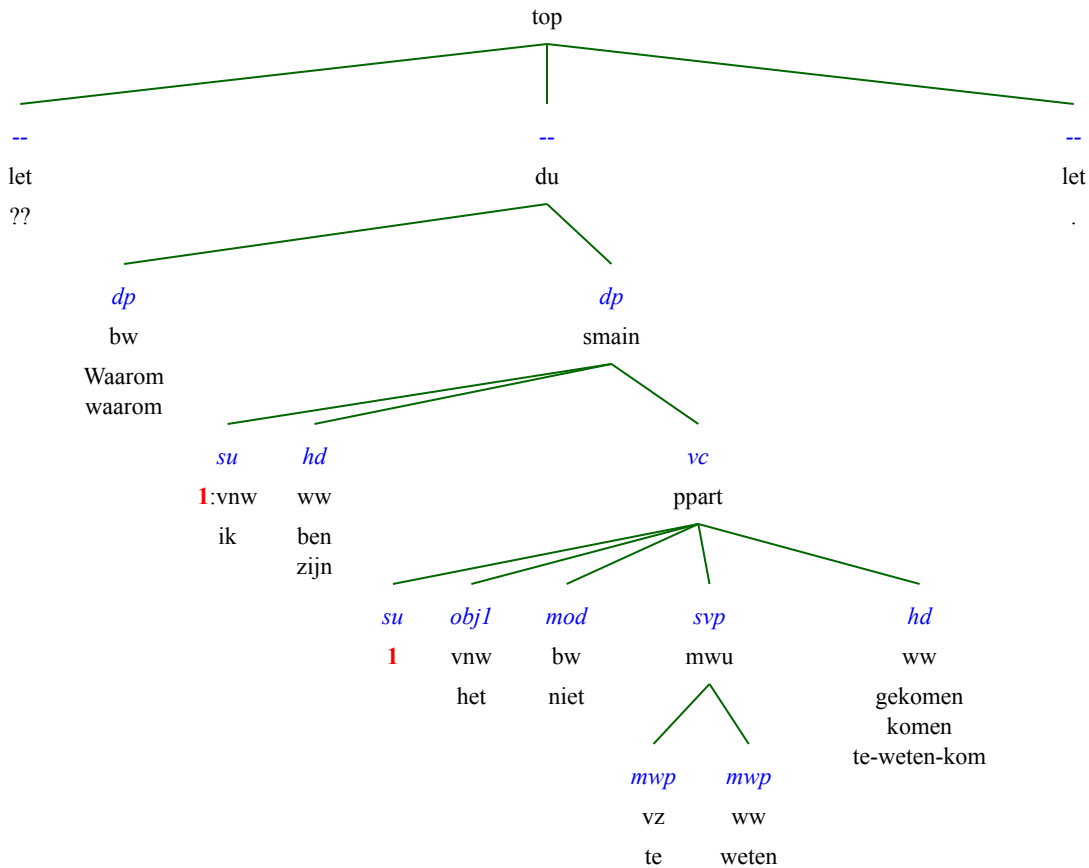 top
-- -- --
let du let
?? .
dp dp
bw smain
Waarom
waarom
su hd vc
1:vnw ww ppart
ik ben
zijn
su obj1 mod svp hd
1 vnw bw mwu ww
het niet gekomen
komen
te-weten-kom
mwp mwp
vz ww
te weten